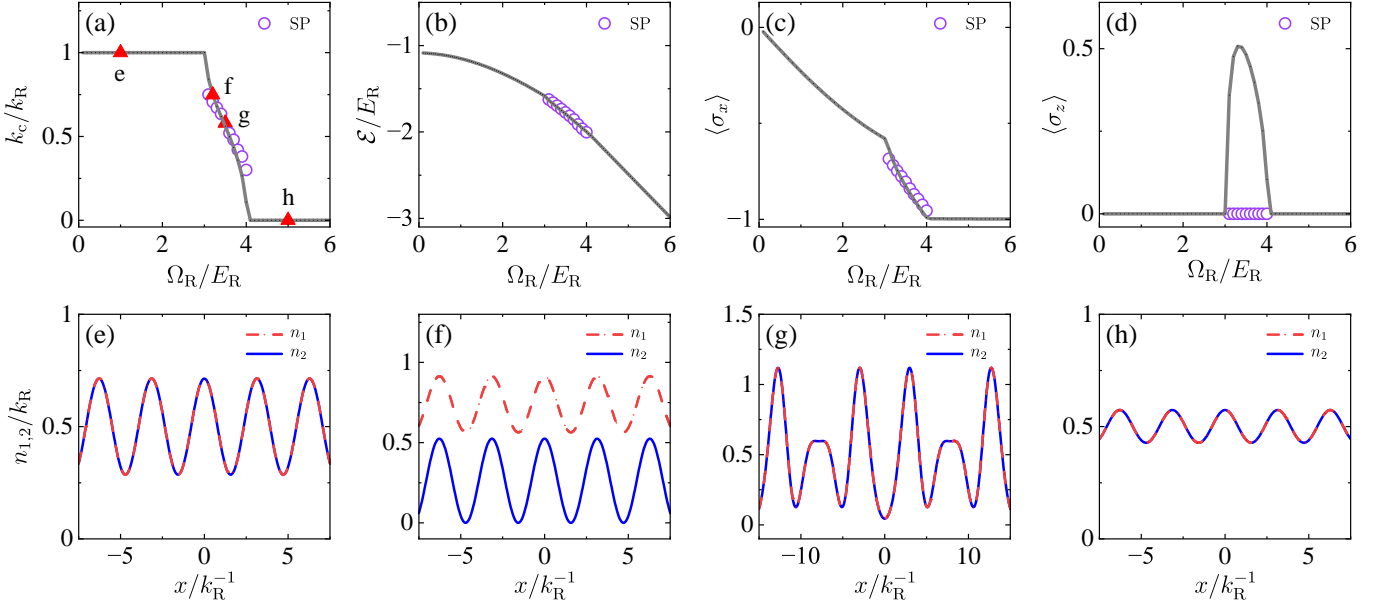 (a) SP
k_c/k_R
1
0.5
0
e
f
g
h
0 2 4 6
Ω_R/E_R
(b) SP
ℰ/E_R
−1
−2
−3
0 2 4 6
Ω_R/E_R
(c) SP
⟨σ_x⟩
0
−1
0 2 4 6
Ω_R/E_R
(d) SP
⟨σ_z⟩
0.5
0
0 2 4 6
Ω_R/E_R
(e) n_1
n_2
n_{1,2}/k_R
1
0.5
0
−5 0 5
x/k_R^{-1}
(f) n_1
n_2
1
0.5
0
−5 0 5
x/k_R^{-1}
(g) n_1
n_2
1.5
1
0.5
0
−10 0 10
x/k_R^{-1}
(h) n_1
n_2
1
0.5
0
−5 0 5
x/k_R^{-1}